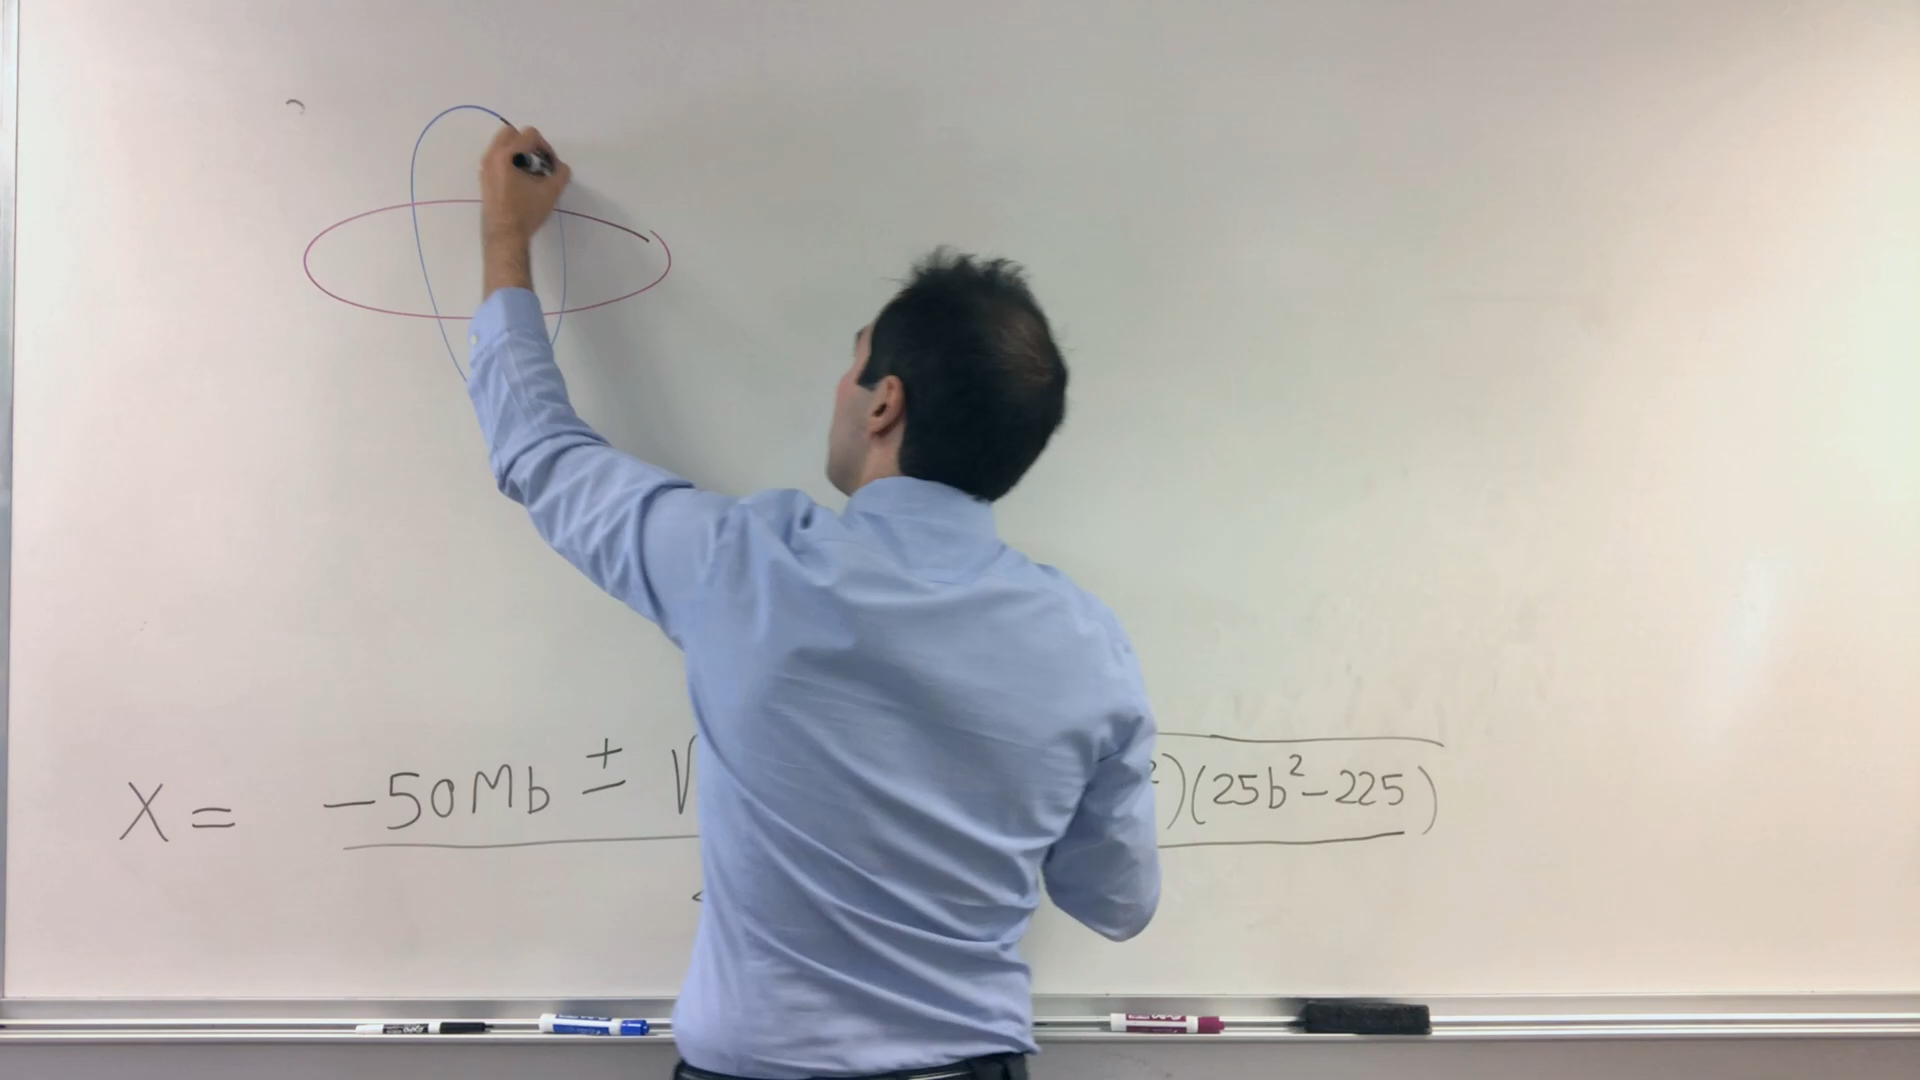 X = -50Mb ± √ ²)(25b²-225)